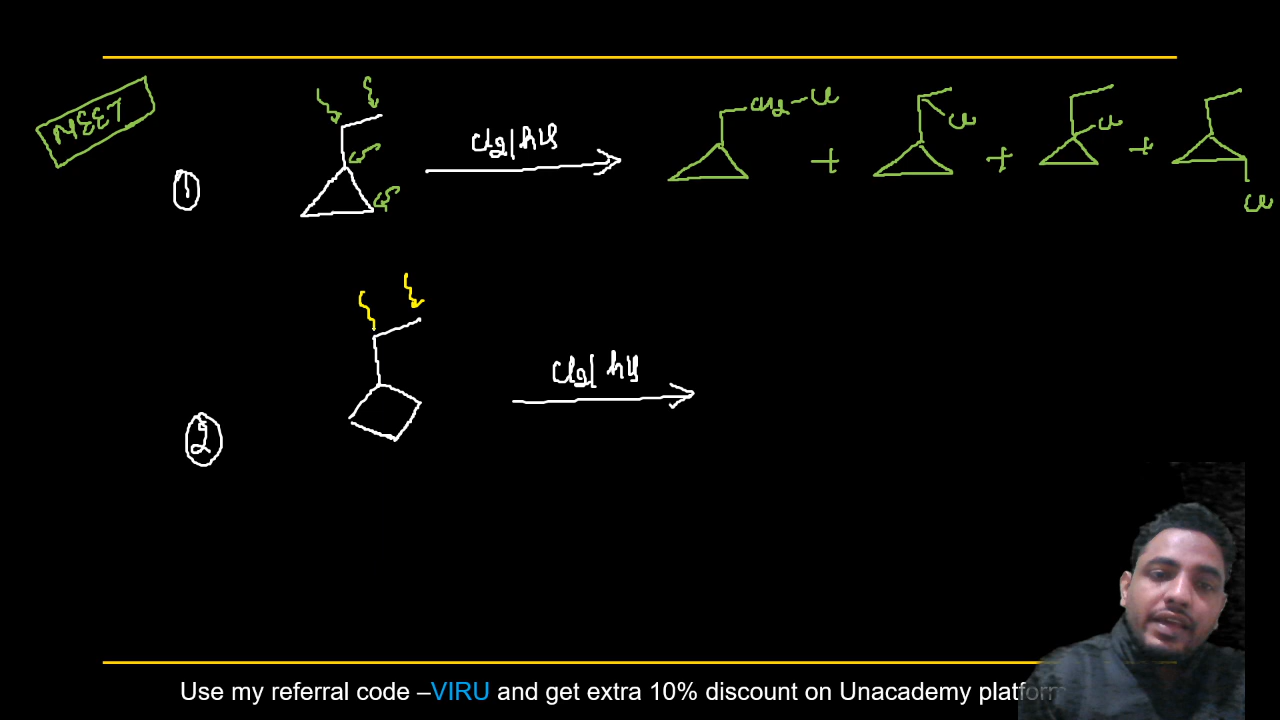 NEET
①
Cl2/hν
CH2-Cl
+
Cl
+
Cl
+
Cl
②
Cl2/hν
Use my referral code –VIRU and get extra 10% discount on Unacademy platform